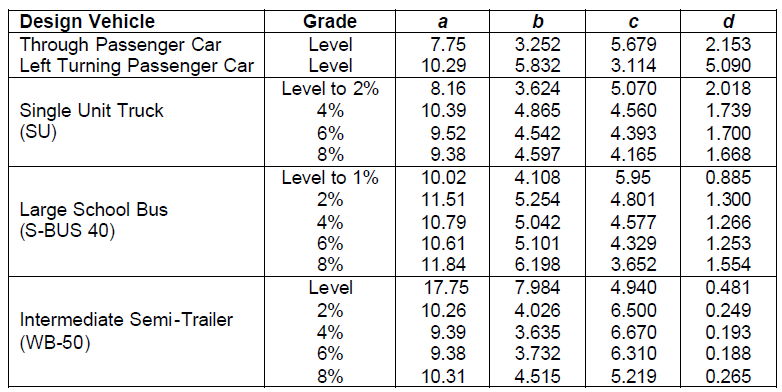 Design Vehicle Grade a b c d
Through Passenger Car Level 7.75 3.252 5.679 2.153
Left Turning Passenger Car Level 10.29 5.832 3.114 5.090
Single Unit Truck (SU) Level to 2% 8.16 3.624 5.070 2.018
4% 10.39 4.865 4.560 1.739
6% 9.52 4.542 4.393 1.700
8% 9.38 4.597 4.165 1.668
Large School Bus (S-BUS 40) Level to 1% 10.02 4.108 5.95 0.885
2% 11.51 5.254 4.801 1.300
4% 10.79 5.042 4.577 1.266
6% 10.61 5.101 4.329 1.253
8% 11.84 6.198 3.652 1.554
Intermediate Semi-Trailer (WB-50) Level 17.75 7.984 4.940 0.481
2% 10.26 4.026 6.500 0.249
4% 9.39 3.635 6.670 0.193
6% 9.38 3.732 6.310 0.188
8% 10.31 4.515 5.219 0.265